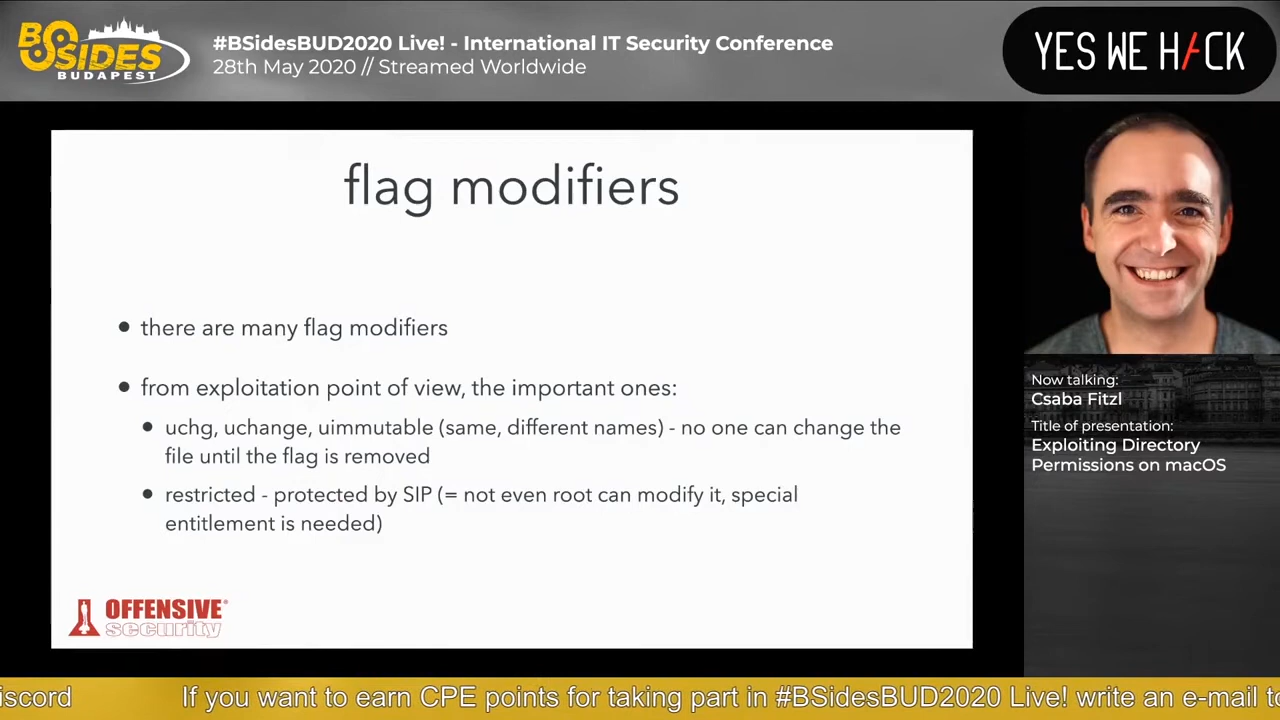 BSIDES
BUDAPEST
#BSidesBUD2020 Live! - International IT Security Conference
28th May 2020 // Streamed Worldwide
YES WE H/CK
flag modifiers
• there are many flag modifiers
• from exploitation point of view, the important ones:
• uchg, uchange, uimmutable (same, different names) - no one can change the
file until the flag is removed
• restricted - protected by SIP (= not even root can modify it, special
entitlement is needed)
OFFENSIVE®
security
Now talking:
Csaba Fitzl
Title of presentation:
Exploiting Directory
Permissions on macOS
iscord If you want to earn CPE points for taking part in #BSidesBUD2020 Live! write an e-mail to